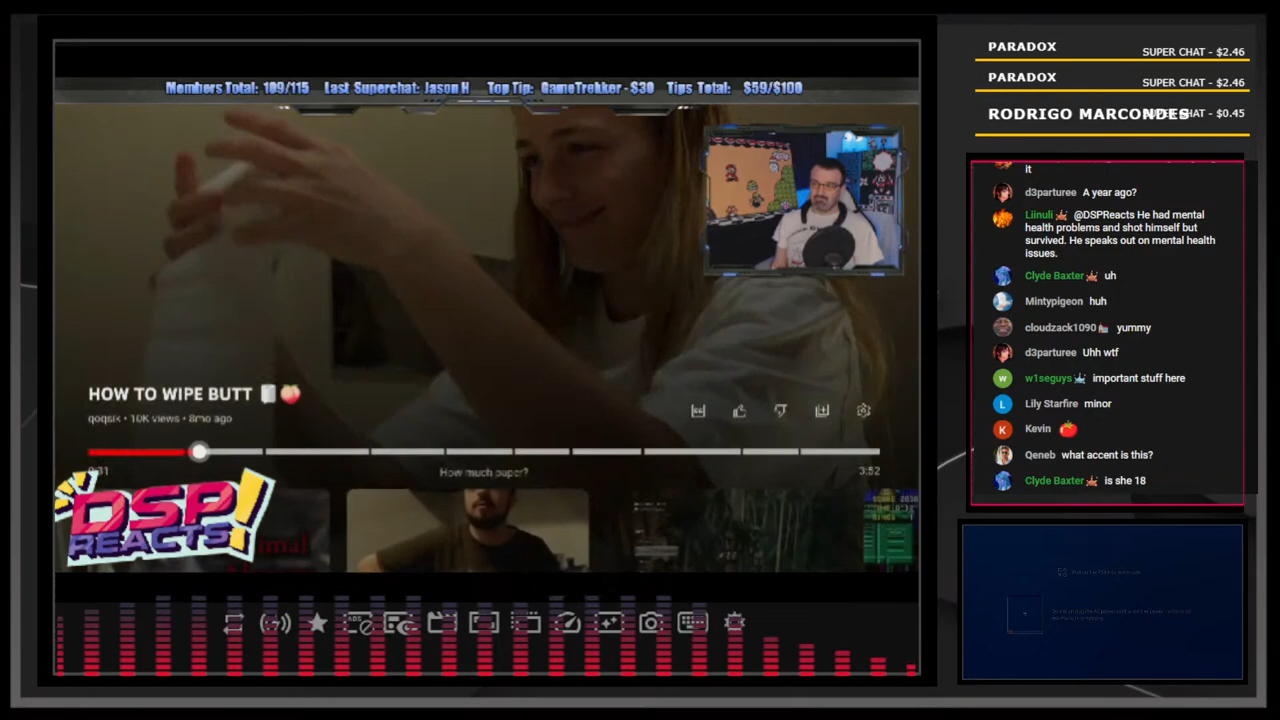 Members Total: 109/115 Last Superchat: Jason H Top Tip: GameTrekker - $30 Tips Total: $59/$100
HOW TO WIPE BUTT
qoqsik • 10K views • 8mo ago
0:31
How much puper?
3:52
DSP
REACTS!
PARADOX
SUPER CHAT - $2.46
PARADOX
SUPER CHAT - $2.46
RODRIGO MARCONDES
CHAT - $0.45
it
d3parturee A year ago?
Liinuli @DSPReacts He had mental
health problems and shot himself but
survived. He speaks out on mental health
issues.
Clyde Baxter uh
Mintypigeon huh
cloudzack1090 yummy
d3parturee Uhh wtf
w w1seguys important stuff here
L Lily Starfire minor
K Kevin
Qeneb what accent is this?
Clyde Baxter is she 18